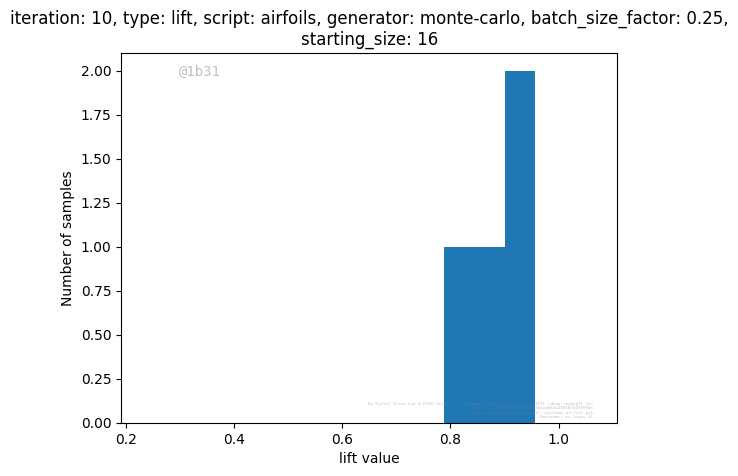 iteration: 10, type: lift, script: airfoils, generator: monte-carlo, batch_size_factor: 0.25,
starting_size: 16
@1b31
2.00
1.75
1.50
1.25
1.00
0.75
0.50
0.25
0.00
Number of samples
0.2 0.4 0.6 0.8 1.0
lift value